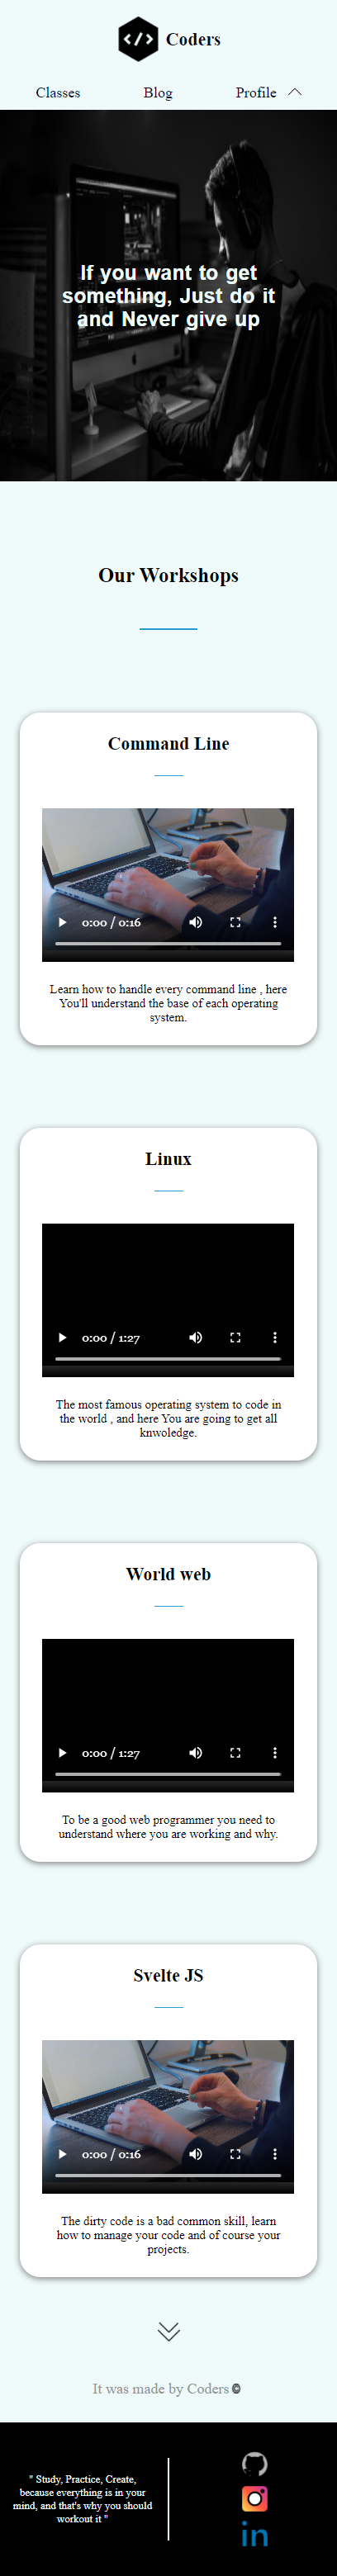 </> Coders
Classes Blog Profile
If you want to get
something, Just do it
and Never give up
Our Workshops
Command Line
0:00 / 0:16
Learn how to handle every command line , here
You'll understand the base of each operating
system.
Linux
0:00 / 1:27
The most famous operating system to code in
the world , and here You are going to get all
knwoledge.
World web
0:00 / 1:27
To be a good web programmer you need to
understand where you are working and why.
Svelte JS
0:00 / 0:16
The dirty code is a bad common skill, learn
how to manage your code and of course your
projects.
It was made by Coders ©
" Study, Practice, Create,
because everything is in your
mind, and that's why you should
workout it "
in